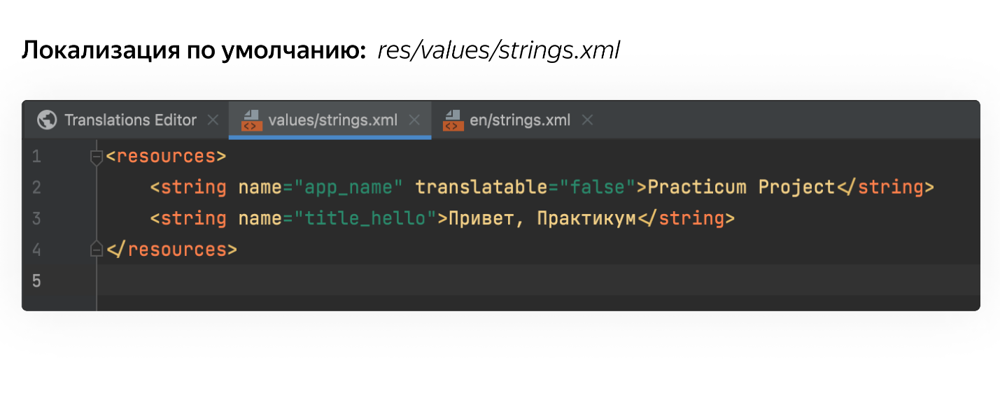 Локализация по умолчанию: res/values/strings.xml
Translations Editor values/strings.xml en/strings.xml
1 <resources>
2 <string name="app_name" translatable="false">Practicum Project</string>
3 <string name="title_hello">Привет, Практикум</string>
4 </resources>
5